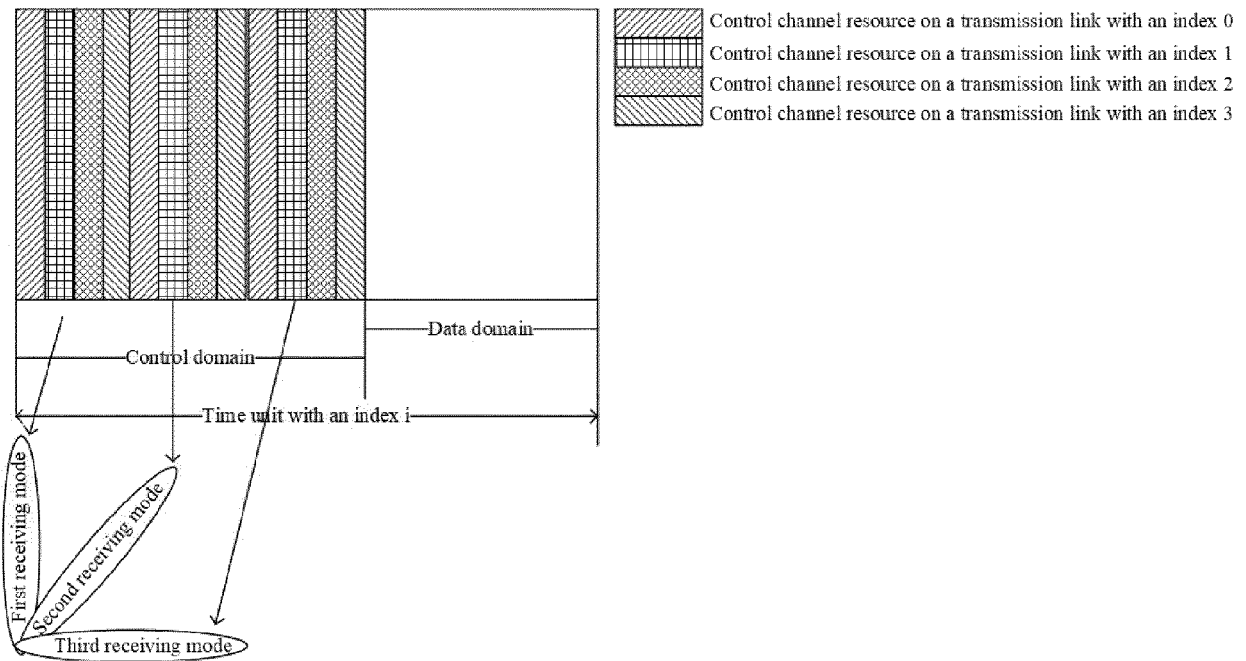 Control channel resource on a transmission link with an index 0
Control channel resource on a transmission link with an index 1
Control channel resource on a transmission link with an index 2
Control channel resource on a transmission link with an index 3
Data domain
Control domain
Time unit with an index i
First receiving mode
Second receiving mode
Third receiving mode